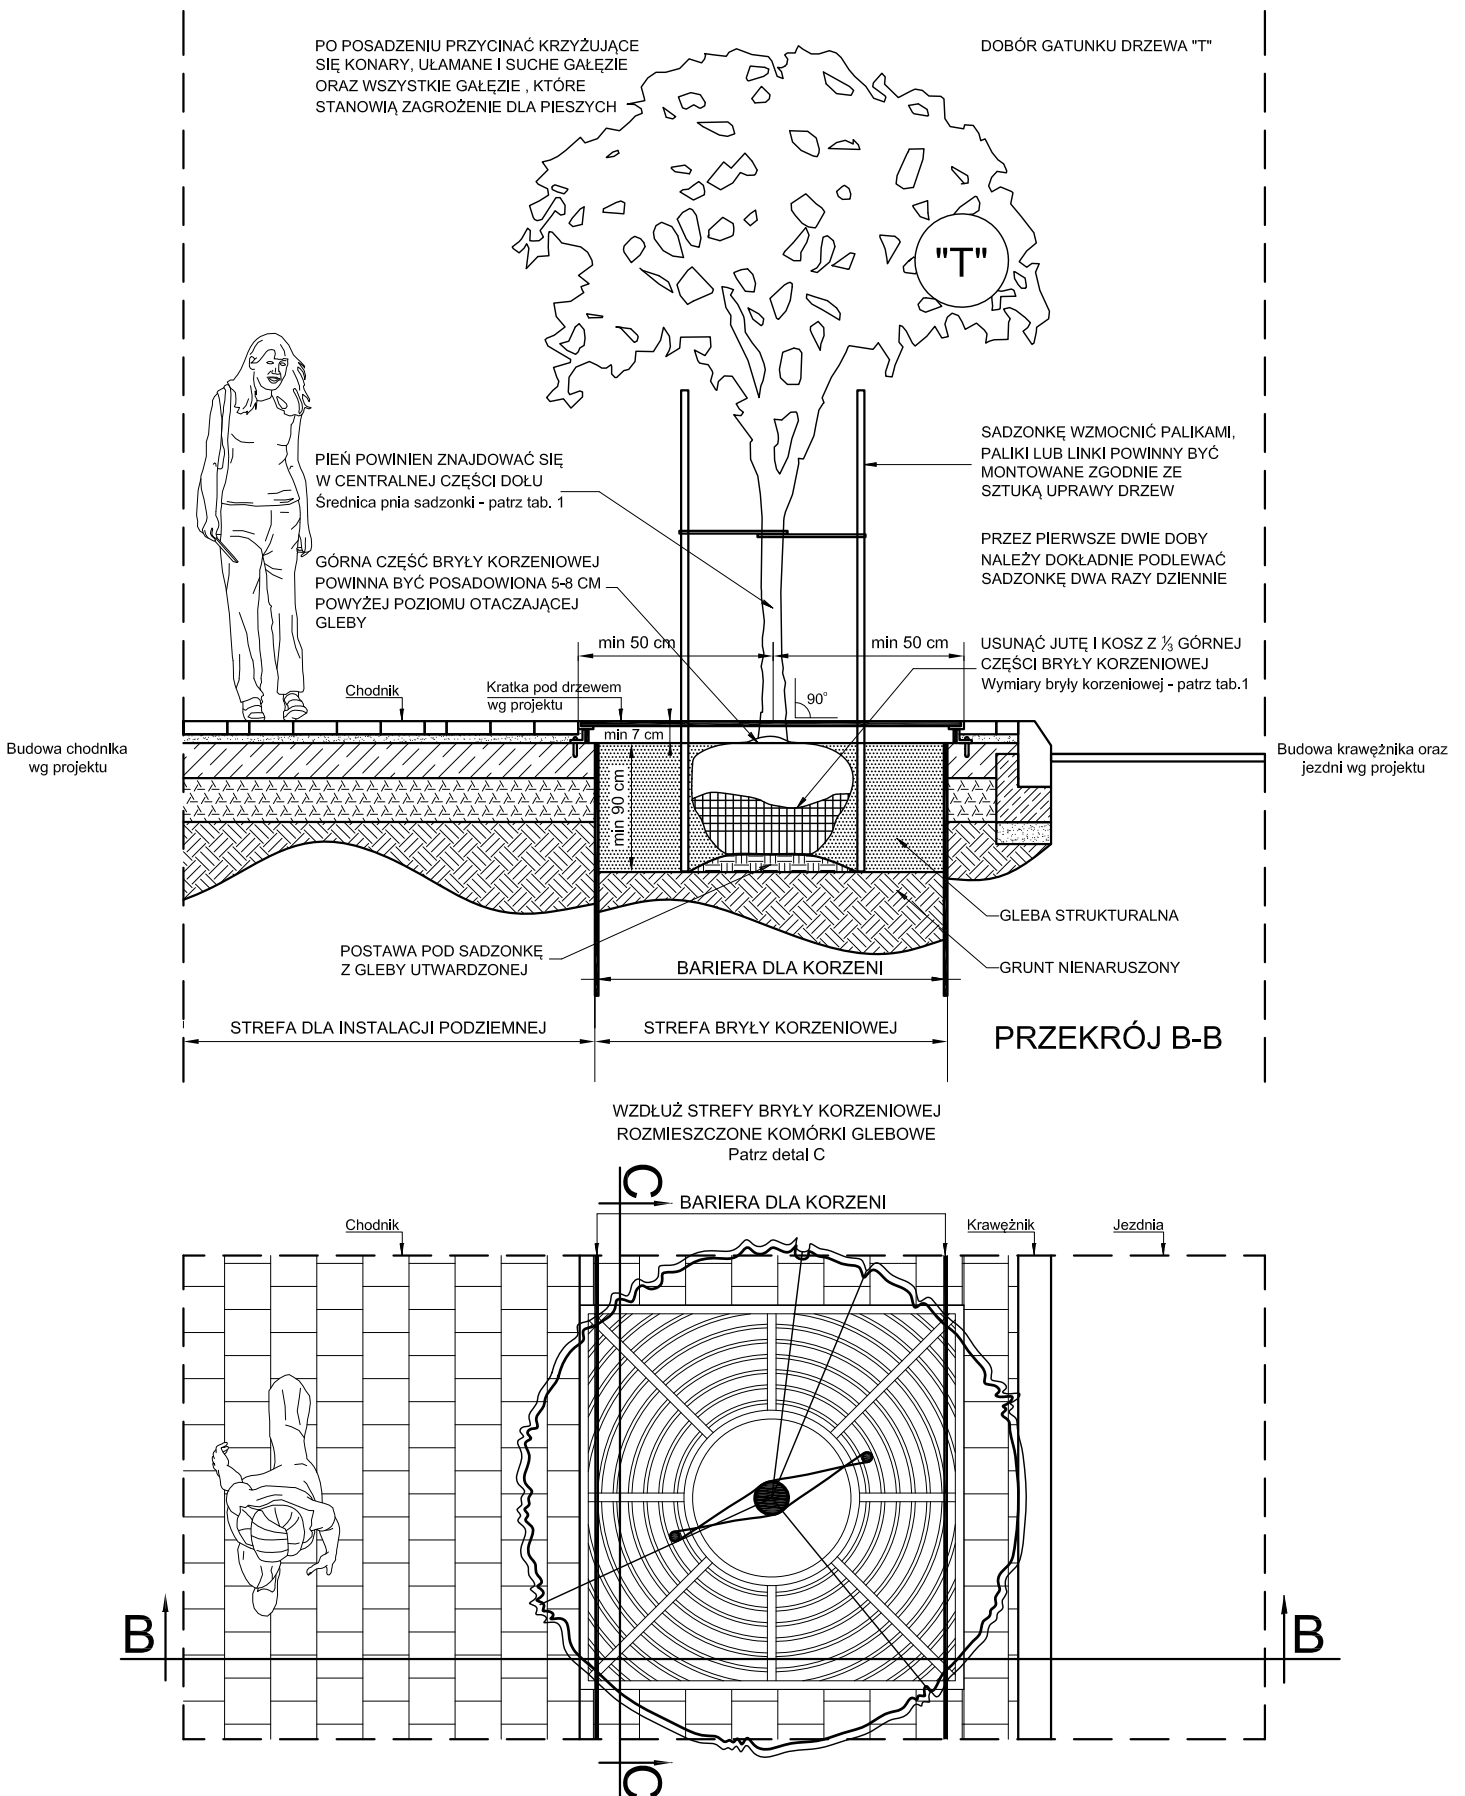 PO POSADZENIU PRZYCINAĆ KRZYŻUJĄCE
SIĘ KONARY, UŁAMANE I SUCHE GAŁĘZIE
ORAZ WSZYSTKIE GAŁĘZIE , KTÓRE
STANOWIĄ ZAGROŻENIE DLA PIESZYCH
DOBÓR GATUNKU DRZEWA "T"
"T"
PIEŃ POWINIEN ZNAJDOWAĆ SIĘ
W CENTRALNEJ CZĘŚCI DOŁU
Średnica pnia sadzonki - patrz tab. 1
SADZONKĘ WZMOCNIĆ PALIKAMI,
PALIKI LUB LINKI POWINNY BYĆ
MONTOWANE ZGODNIE ZE
SZTUKĄ UPRAWY DRZEW
GÓRNA CZĘŚĆ BRYŁY KORZENIOWEJ
POWINNA BYĆ POSADOWIONA 5-8 CM
POWYŻEJ POZIOMU OTACZAJĄCEJ
GLEBY
PRZEZ PIERWSZE DWIE DOBY
NALEŻY DOKŁADNIE PODLEWAĆ
SADZONKĘ DWA RAZY DZIENNIE
min 50 cm
min 50 cm
USUNĄĆ JUTĘ I KOSZ Z ⅓ GÓRNEJ
CZĘŚCI BRYŁY KORZENIOWEJ
Wymiary bryły korzeniowej - patrz tab.1
Chodnik
Kratka pod drzewem
wg projektu
90°
min 7 cm
min 90 cm
Budowa chodnika
wg projektu
Budowa krawężnika oraz
jezdni wg projektu
GLEBA STRUKTURALNA
POSTAWA POD SADZONKĘ
Z GLEBY UTWARDZONEJ
BARIERA DLA KORZENI
GRUNT NIENARUSZONY
STREFA DLA INSTALACJI PODZIEMNEJ
STREFA BRYŁY KORZENIOWEJ
PRZEKRÓJ B-B
WZDŁUŻ STREFY BRYŁY KORZENIOWEJ
ROZMIESZCZONE KOMÓRKI GLEBOWE
Patrz detal C
C
BARIERA DLA KORZENI
Chodnik
Krawężnik
Jezdnia
B
B
C